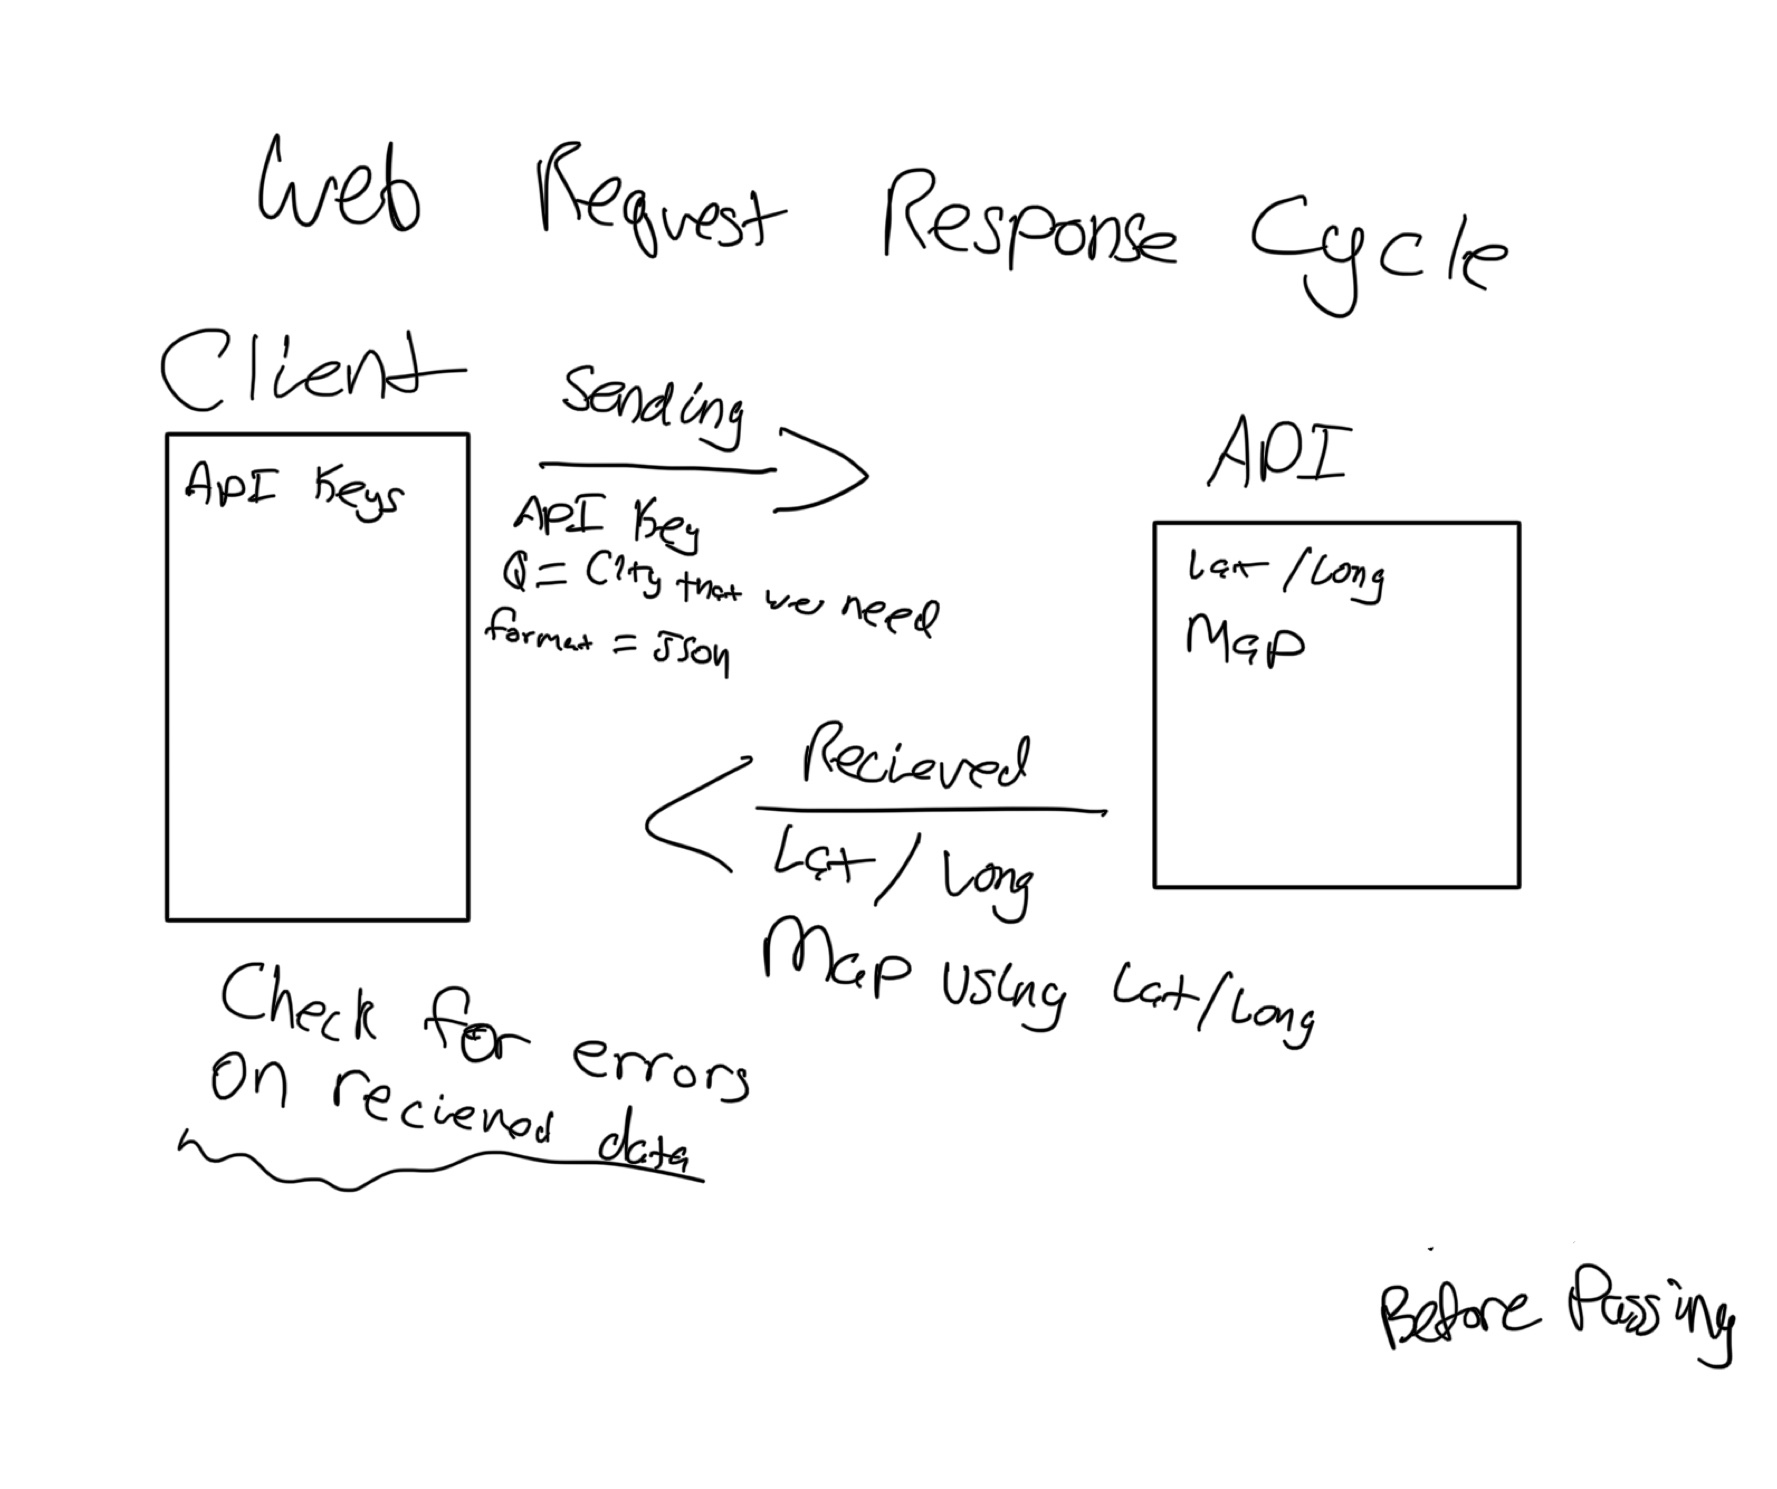 Web Request Response Cycle
Client
API Keys
Sending
API Key
Q = City that we need
format = Json
API
Lat/Long
Map
Recieved
Lat/Long
Map using Lat/Long
Check for errors
on recieved data
Before Passing